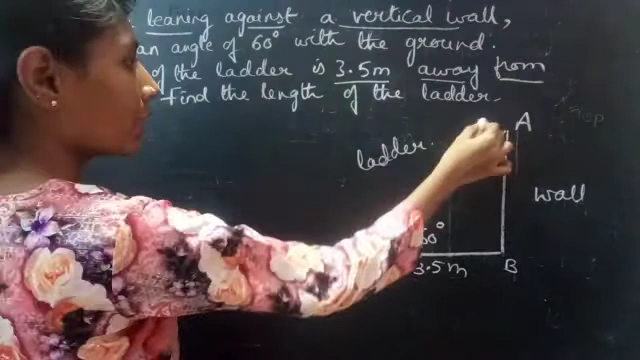 leaning against a vertical wall,
an angle of 60° with the ground.
of the ladder is 3.5m away from
Find the length of the ladder.
A
ladder.
wall
60°
3.5m
B